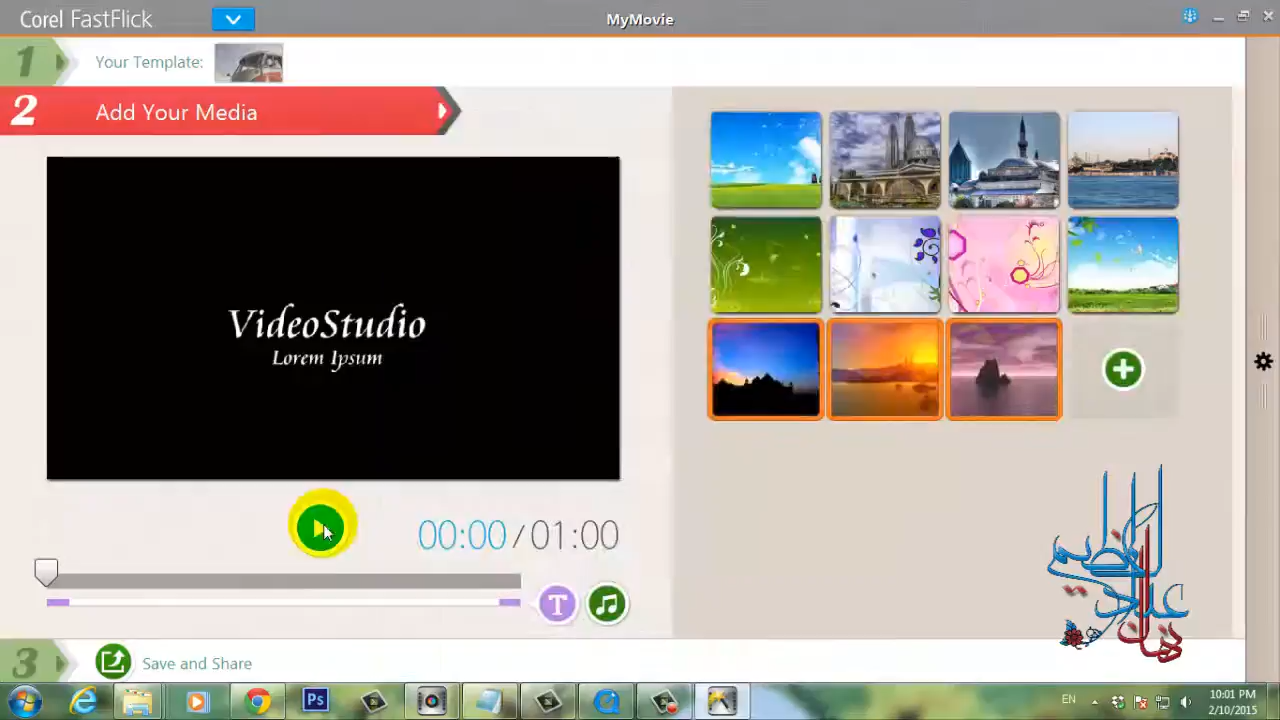 Corel FastFlick
MyMovie
1
Your Template:
2
Add Your Media
VideoStudio
Lorem Ipsum
00:00/01:00
T
3
Save and Share
Ps
EN
10:01 PM
2/10/2015